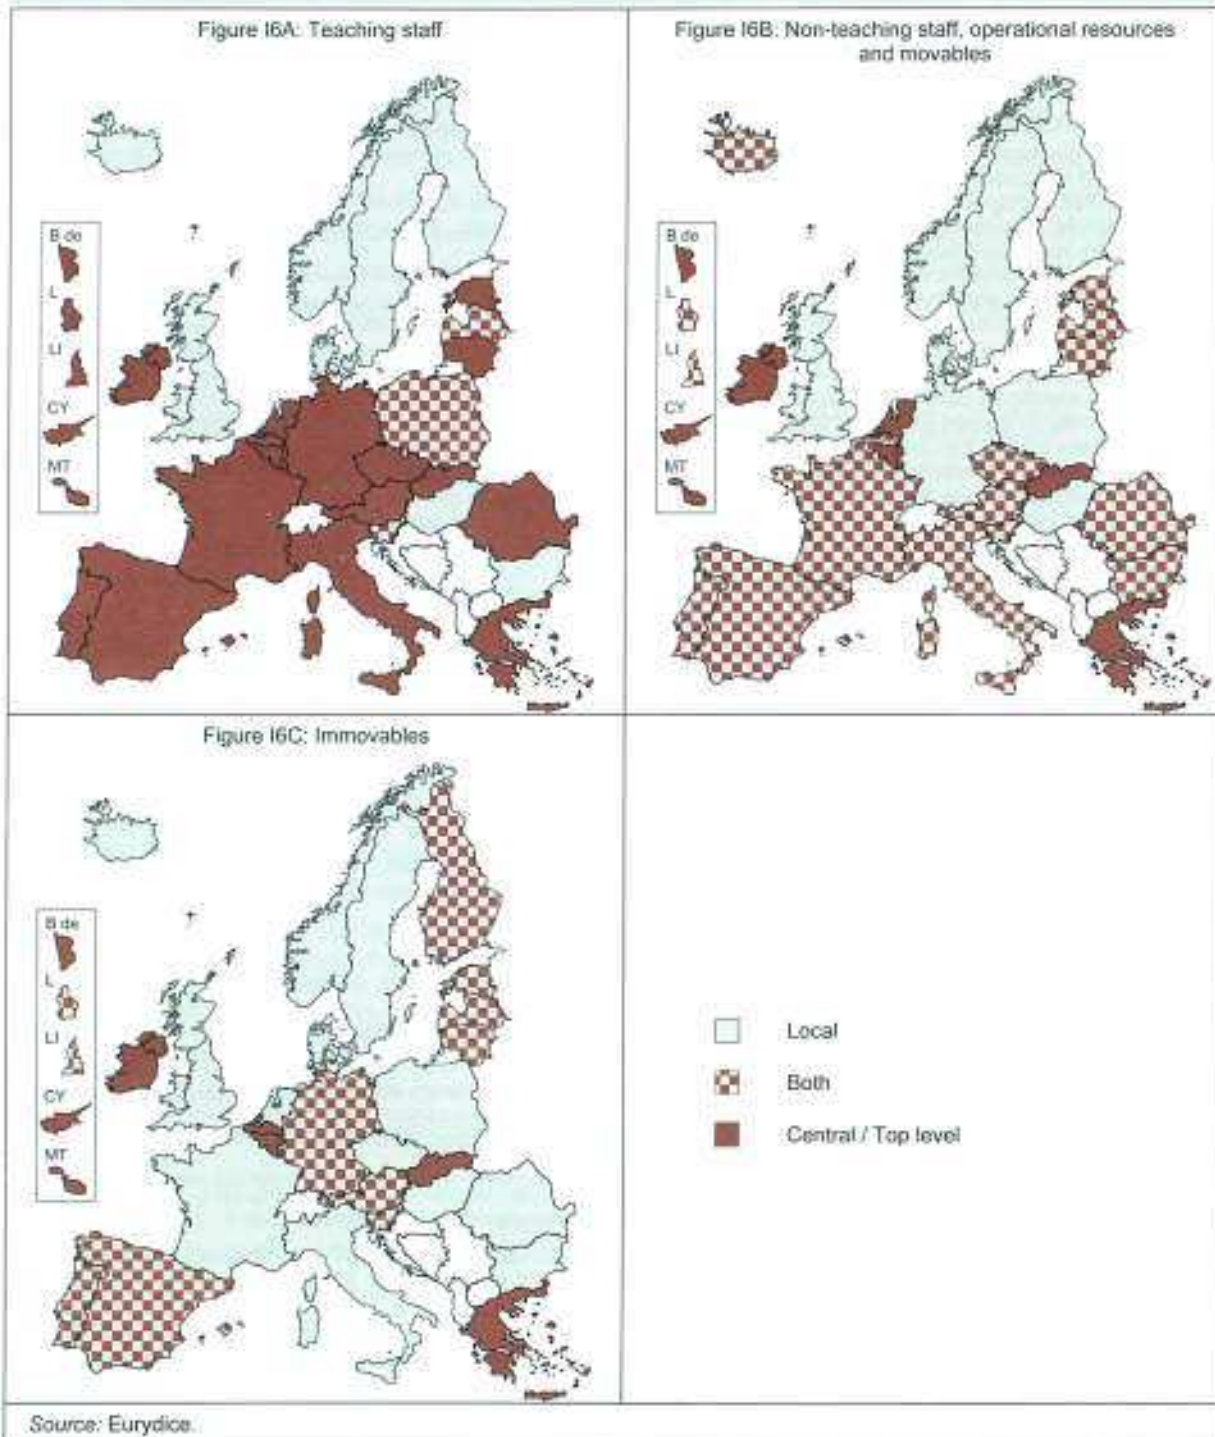 Figure I6A: Teaching staff
Figure I6B: Non-teaching staff, operational resources
and movables
B de
L
LI
CY
MT
B de
L
LI
CY
MT
Figure I6C: Immovables
B de
L
LI
CY
MT
Local
Both
Central / Top level
Source: Eurydice.